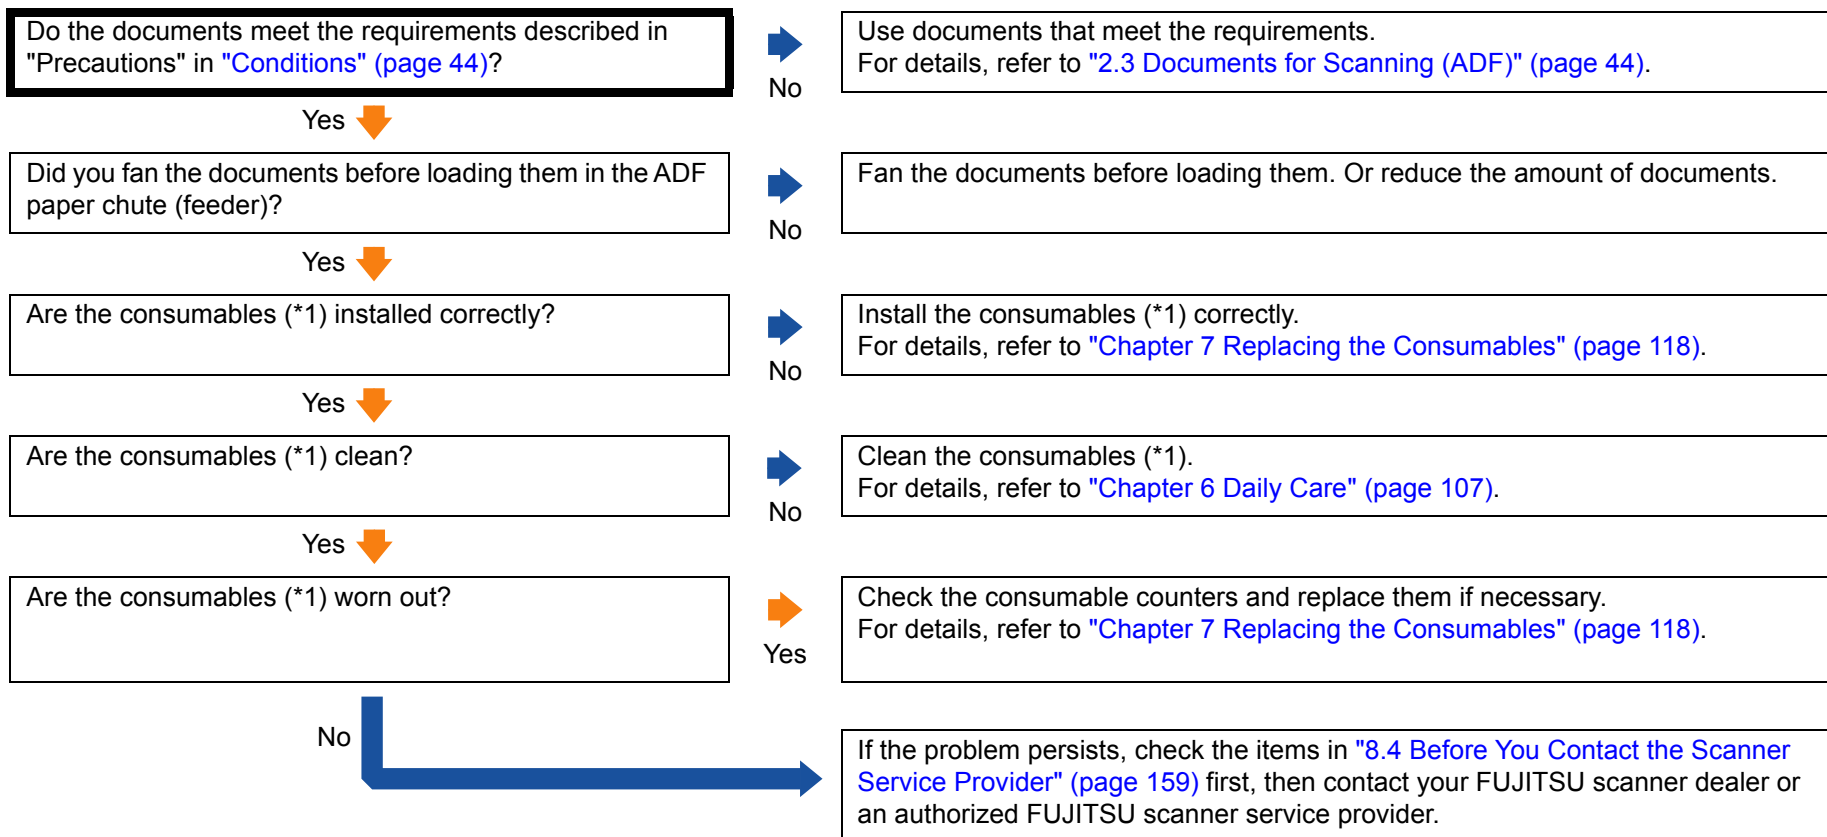 Do the documents meet the requirements described in
"Precautions" in "Conditions" (page 44)?
No
Use documents that meet the requirements.
For details, refer to "2.3 Documents for Scanning (ADF)" (page 44).
Yes
Did you fan the documents before loading them in the ADF
paper chute (feeder)?
No
Fan the documents before loading them. Or reduce the amount of documents.
Yes
Are the consumables (*1) installed correctly?
No
Install the consumables (*1) correctly.
For details, refer to "Chapter 7 Replacing the Consumables" (page 118).
Yes
Are the consumables (*1) clean?
No
Clean the consumables (*1).
For details, refer to "Chapter 6 Daily Care" (page 107).
Yes
Are the consumables (*1) worn out?
Yes
Check the consumable counters and replace them if necessary.
For details, refer to "Chapter 7 Replacing the Consumables" (page 118).
No
If the problem persists, check the items in "8.4 Before You Contact the Scanner
Service Provider" (page 159) first, then contact your FUJITSU scanner dealer or
an authorized FUJITSU scanner service provider.